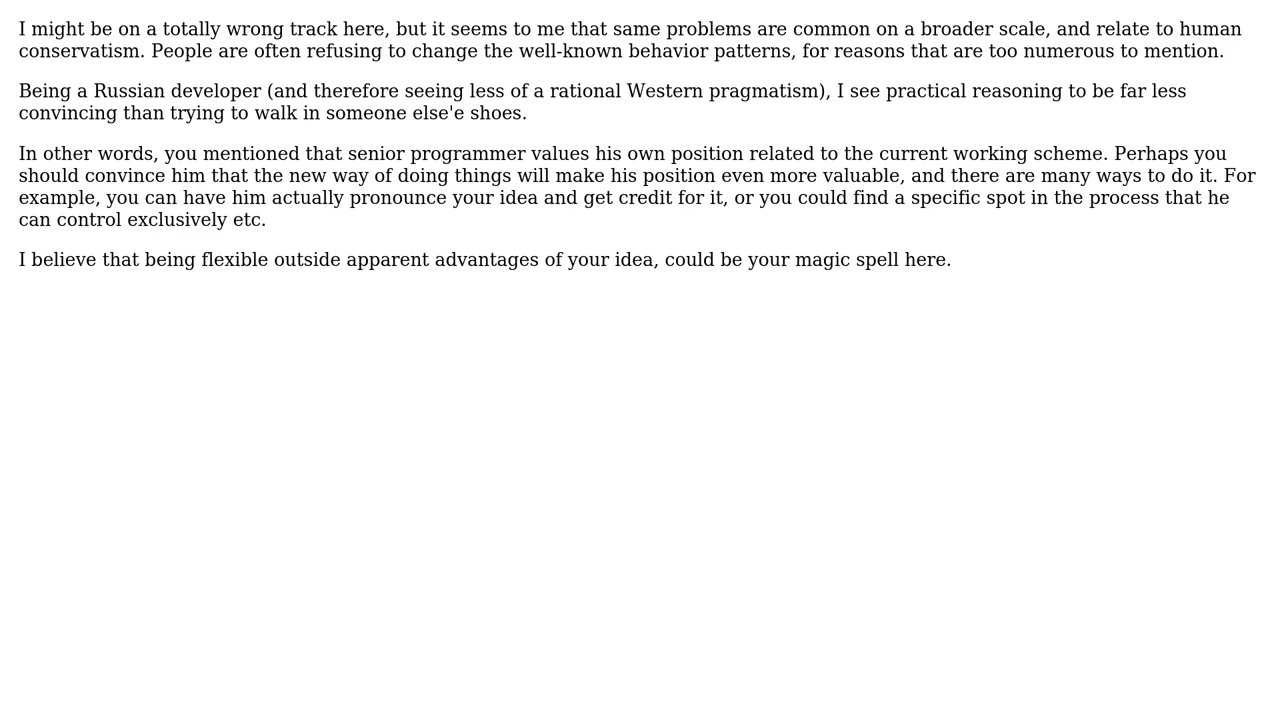 I might be on a totally wrong track here, but it seems to me that same problems are common on a broader scale, and relate to human
conservatism. People are often refusing to change the well-known behavior patterns, for reasons that are too numerous to mention.
Being a Russian developer (and therefore seeing less of a rational Western pragmatism), I see practical reasoning to be far less
convincing than trying to walk in someone else'e shoes.
In other words, you mentioned that senior programmer values his own position related to the current working scheme. Perhaps you
should convince him that the new way of doing things will make his position even more valuable, and there are many ways to do it. For
example, you can have him actually pronounce your idea and get credit for it, or you could find a specific spot in the process that he
can control exclusively etc.
I believe that being flexible outside apparent advantages of your idea, could be your magic spell here.